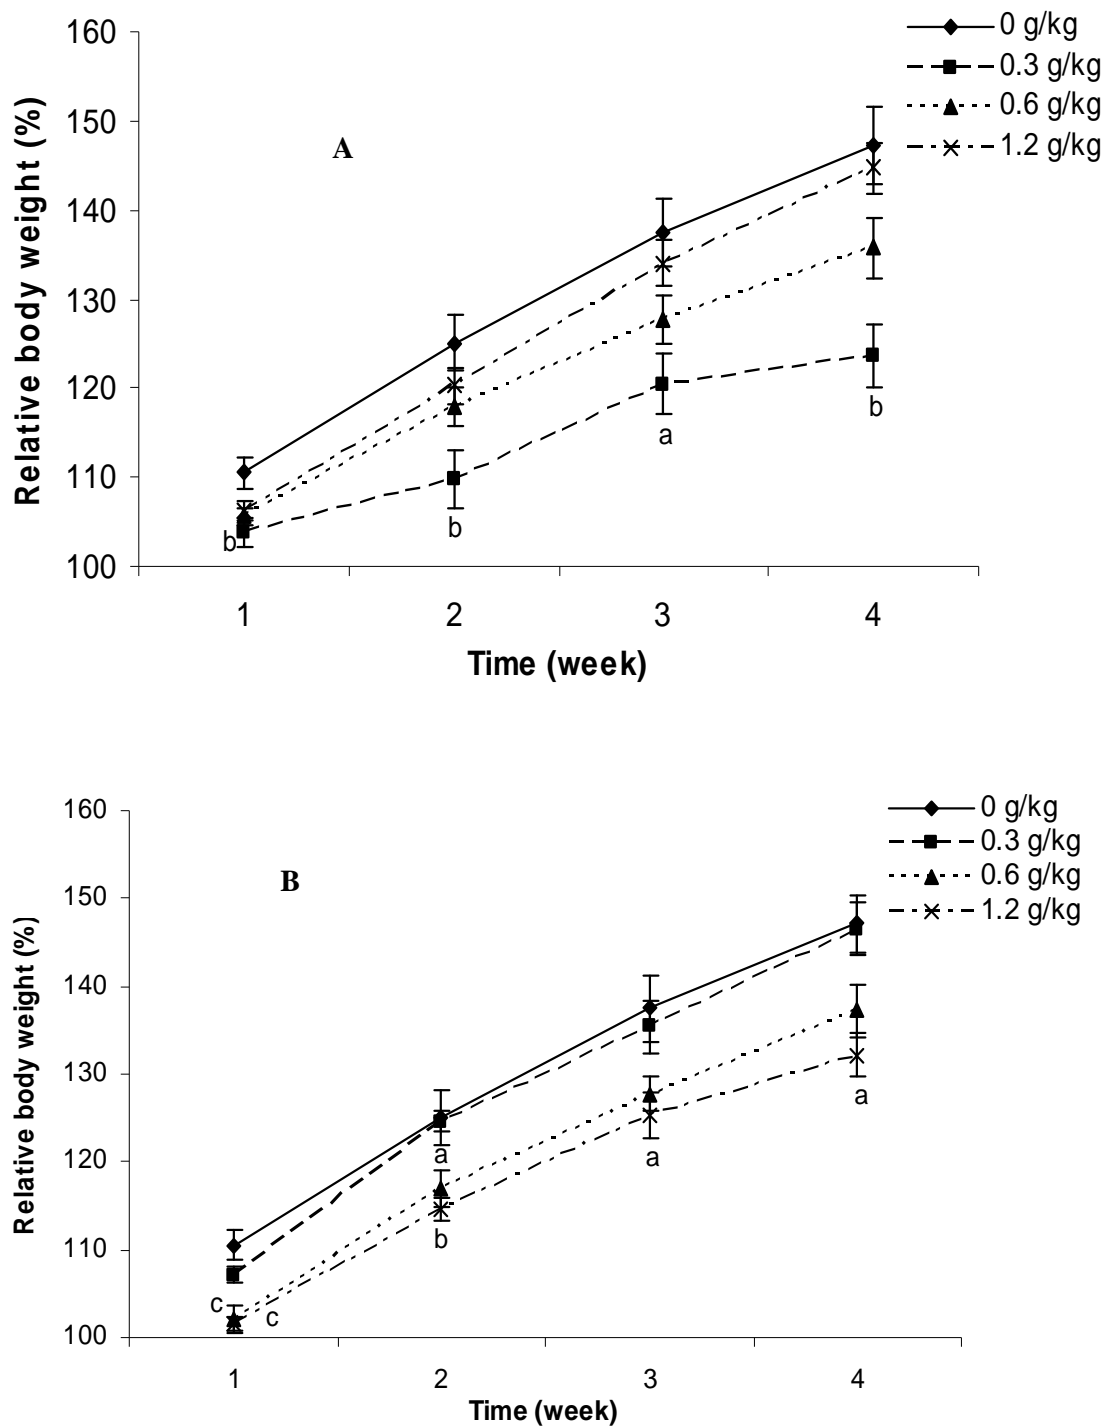 160
0 g/kg
0.3 g/kg
150
0.6 g/kg
A
1.2 g/kg
140
130
120
b
a
110
b
b
100
1 2 3 4
Relative body weight (%)
Time (week)
160
0 g/kg
0.3 g/kg
B
0.6 g/kg
150
1.2 g/kg
140
130
a
120
a
a
b
110
c
c
100
1 2 3 4
Relative body weight (%)
Time (week)